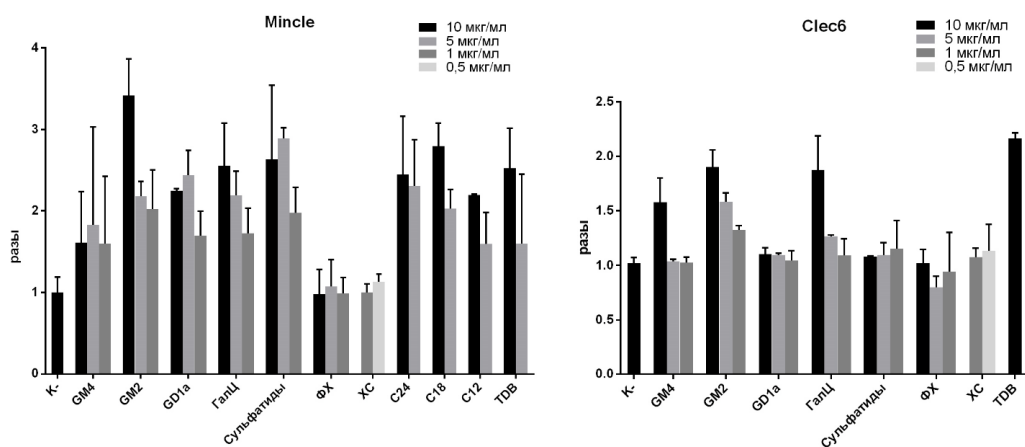 Mincle
10 мкг/мл
5 мкг/мл
1 мкг/мл
0,5 мкг/мл
разы
4
3
2
1
0
К-
GM4
GM2
GD1a
ГалЦ
Сульфатиды
ФХ
ХС
C24
C18
C12
TDB
Clec6
10 мкг/мл
5 мкг/мл
1 мкг/мл
0,5 мкг/мл
разы
2.5
2.0
1.5
1.0
0.5
0.0
К-
GM4
GM2
GD1a
ГалЦ
Сульфатиды
ФХ
ХС
TDB